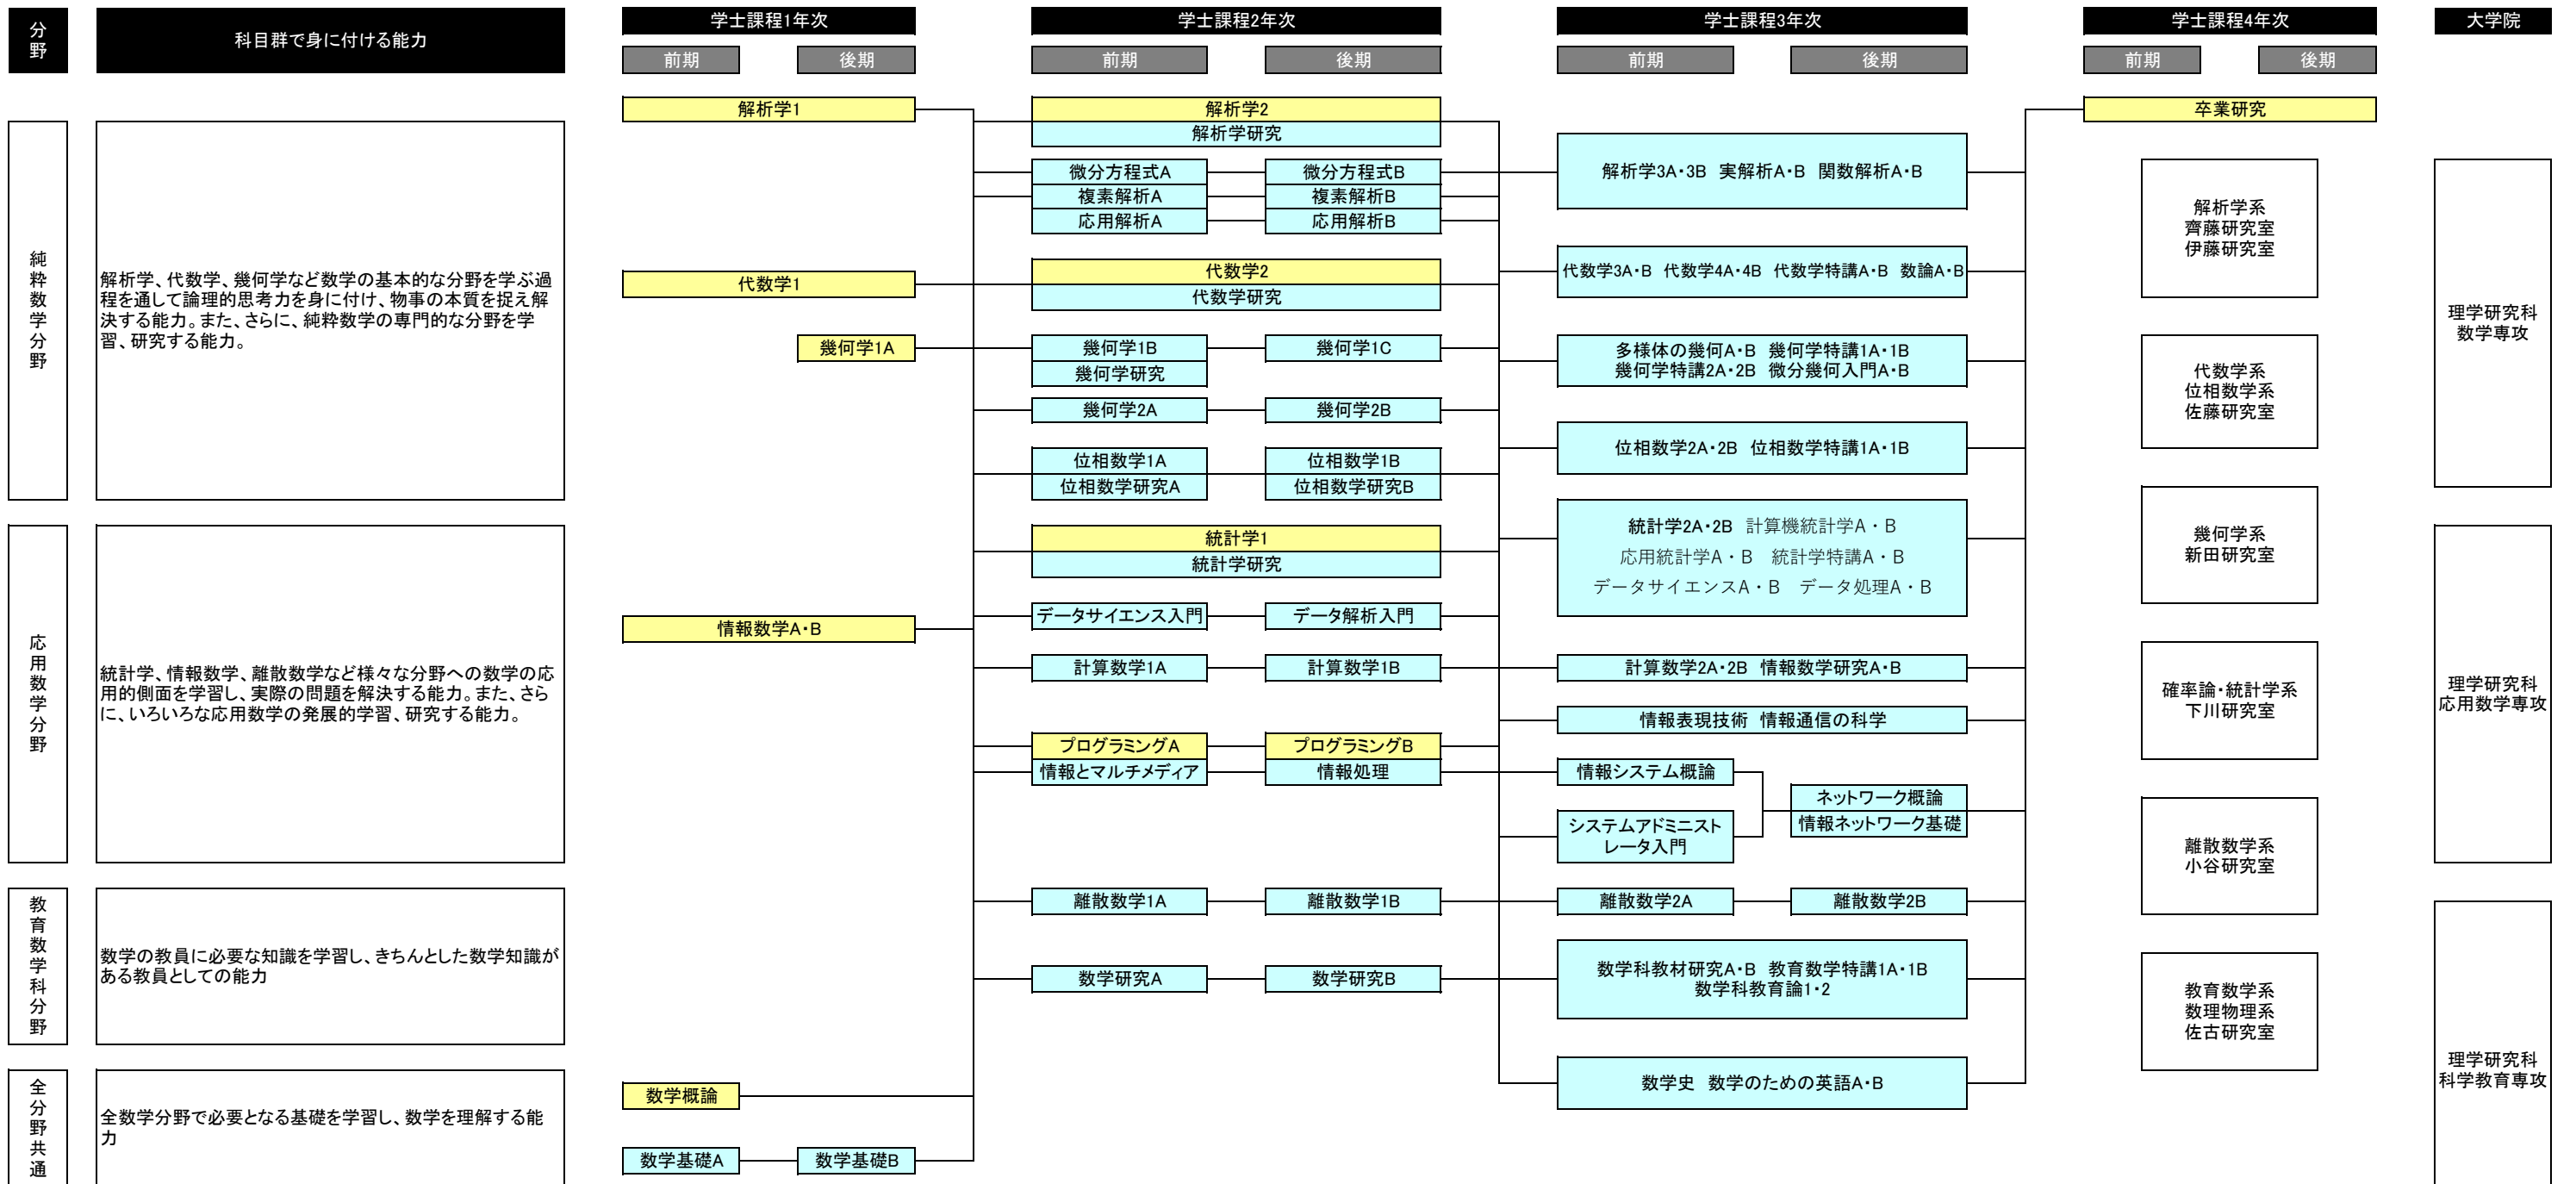 分野
科目群で身に付ける能力
学士課程1年次
学士課程2年次
学士課程3年次
学士課程4年次
大学院
前期
後期
前期
後期
前期
後期
前期
後期
純粋数学分野
解析学、代数学、幾何学など数学の基本的な分野を学ぶ過
程を通して論理的思考力を身に付け、物事の本質を捉え解
決する能力。また、さらに、純粋数学の専門的な分野を学
習、研究する能力。
応用数学分野
統計学、情報数学、離散数学など様々な分野への数学の応
用的側面を学習し、実際の問題を解決する能力。また、さら
に、いろいろな応用数学の発展的学習、研究する能力。
教育数学科分野
数学の教員に必要な知識を学習し、きちんとした数学知識が
ある教員としての能力
全分野共通
全数学分野で必要となる基礎を学習し、数学を理解する能
力
解析学1
代数学1
幾何学1A
情報数学A・B
数学概論
数学基礎A
数学基礎B
解析学2
解析学研究
微分方程式A
微分方程式B
複素解析A
複素解析B
応用解析A
応用解析B
代数学2
代数学研究
幾何学1B
幾何学1C
幾何学研究
幾何学2A
幾何学2B
位相数学1A
位相数学1B
位相数学研究A
位相数学研究B
統計学1
統計学研究
データサイエンス入門
データ解析入門
計算数学1A
計算数学1B
プログラミングA
プログラミングB
情報とマルチメディア
情報処理
離散数学1A
離散数学1B
数学研究A
数学研究B
解析学3A・3B 実解析A・B 関数解析A・B
代数学3A・B 代数学4A・4B 代数学特講A・B 数論A・B
多様体の幾何A・B 幾何学特講1A・1B
幾何学特講2A・2B 微分幾何入門A・B
位相数学2A・2B 位相数学特講1A・1B
統計学2A・2B 計算機統計学A・B
応用統計学A・B 統計学特講A・B
データサイエンスA・B データ処理A・B
計算数学2A・2B 情報数学研究A・B
情報表現技術 情報通信の科学
情報システム概論
ネットワーク概論
情報ネットワーク基礎
システムアドミニスト
レータ入門
離散数学2A
離散数学2B
数学科教材研究A・B 教育数学特講1A・1B
数学科教育論1・2
数学史 数学のための英語A・B
卒業研究
解析学系
齊藤研究室
伊藤研究室
代数学系
位相数学系
佐藤研究室
幾何学系
新田研究室
確率論・統計学系
下川研究室
離散数学系
小谷研究室
教育数学系
数理物理系
佐古研究室
理学研究科
数学専攻
理学研究科
応用数学専攻
理学研究科
科学教育専攻